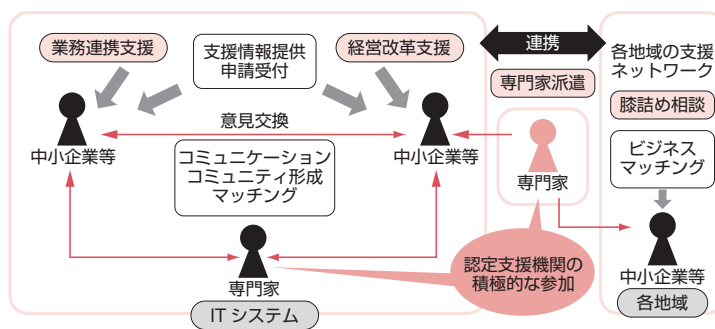 業務連携支援
支援情報提供
申請受付
経営改革支援
連携
専門家派遣
各地域の支援
ネットワーク
膝詰め相談
意見交換
中小企業等
中小企業等
コミュニケーション
コミュニティ形成
マッチング
専門家
ビジネス
マッチング
専門家
ITシステム
認定支援機関の
積極的な参加
中小企業等
各地域